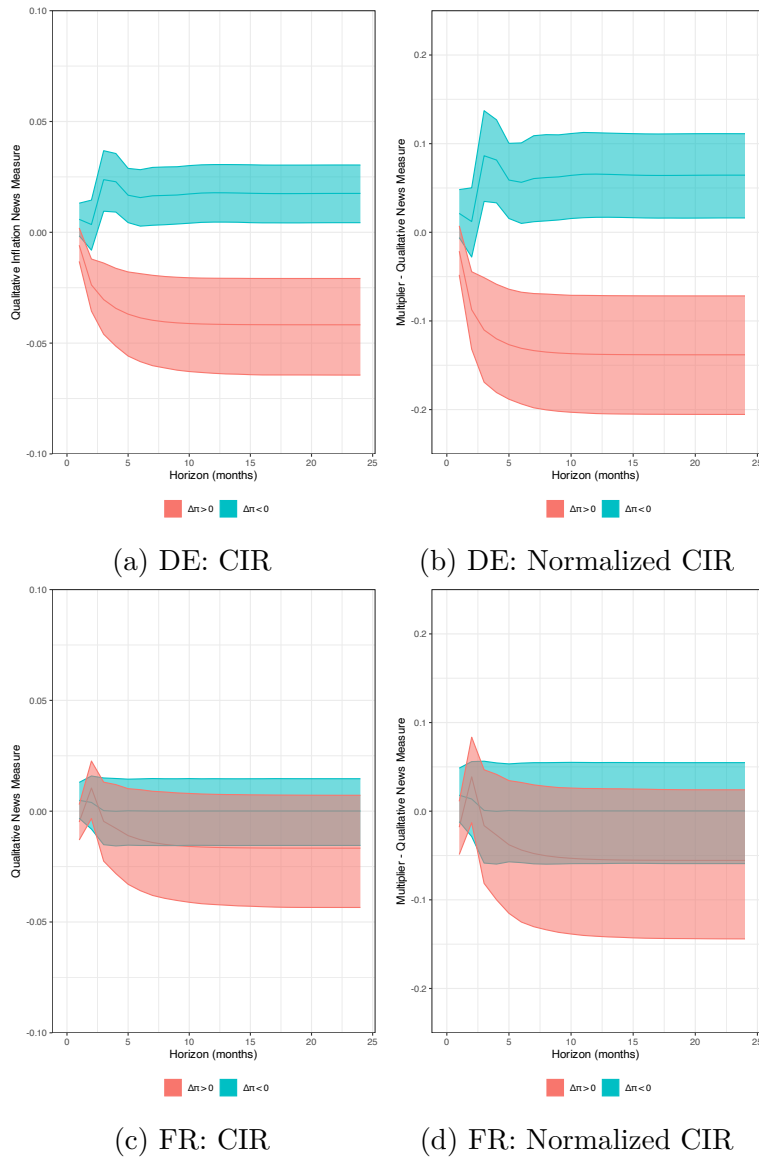 0.10
0.05
0.00
-0.05
-0.10
Qualitative Inflation News Measure
0 5 10 15 20 25
Horizon (months)
Δπ>0 Δπ<0
(a) DE: CIR
0.2
0.1
0.0
-0.1
-0.2
Multiplier - Qualitative News Measure
0 5 10 15 20 25
Horizon (months)
Δπ>0 Δπ<0
(b) DE: Normalized CIR
0.10
0.05
0.00
-0.05
-0.10
Qualitative News Measure
0 5 10 15 20 25
Horizon (months)
Δπ>0 Δπ<0
(c) FR: CIR
0.2
0.1
0.0
-0.1
-0.2
Multiplier - Qualitative News Measure
0 5 10 15 20 25
Horizon (months)
Δπ>0 Δπ<0
(d) FR: Normalized CIR